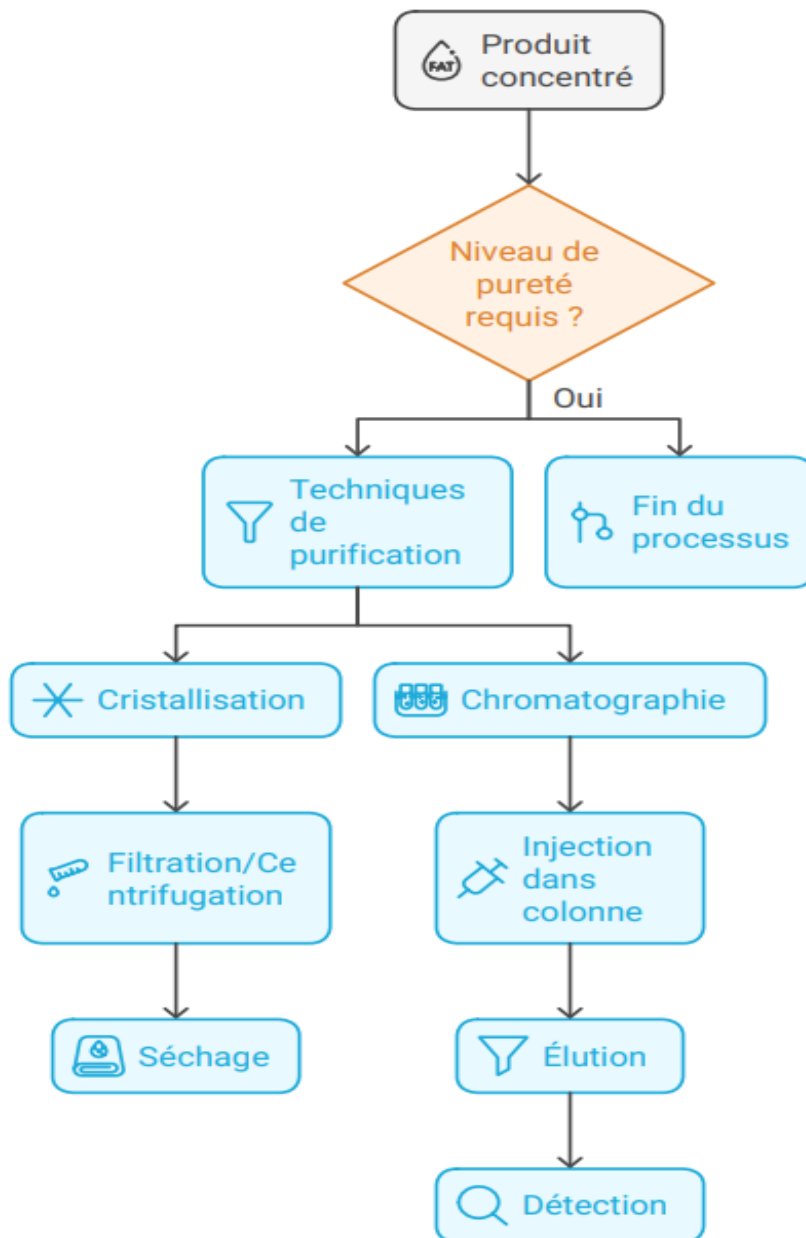 FAT
Produit
concentré
Niveau de
pureté
requis ?
Oui
Techniques
de
purification
Fin du
processus
Cristallisation
Chromatographie
Filtration/Ce
ntrifugation
Injection
dans
colonne
Séchage
Élution
Détection